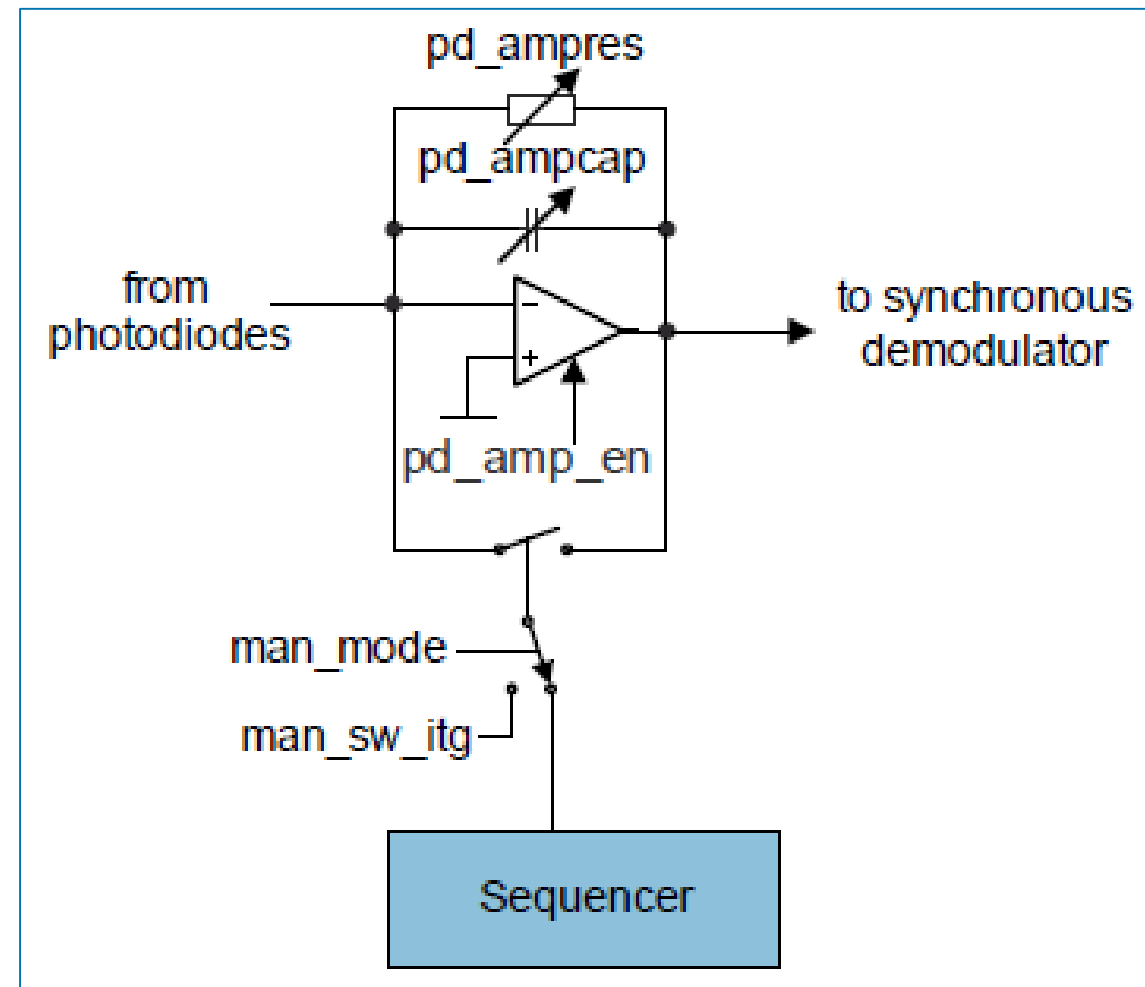 pd_ampres
pd_ampcap
from
photodiodes
−
+
to synchronous
demodulator
pd_amp_en
man_mode
man_sw_itg
Sequencer